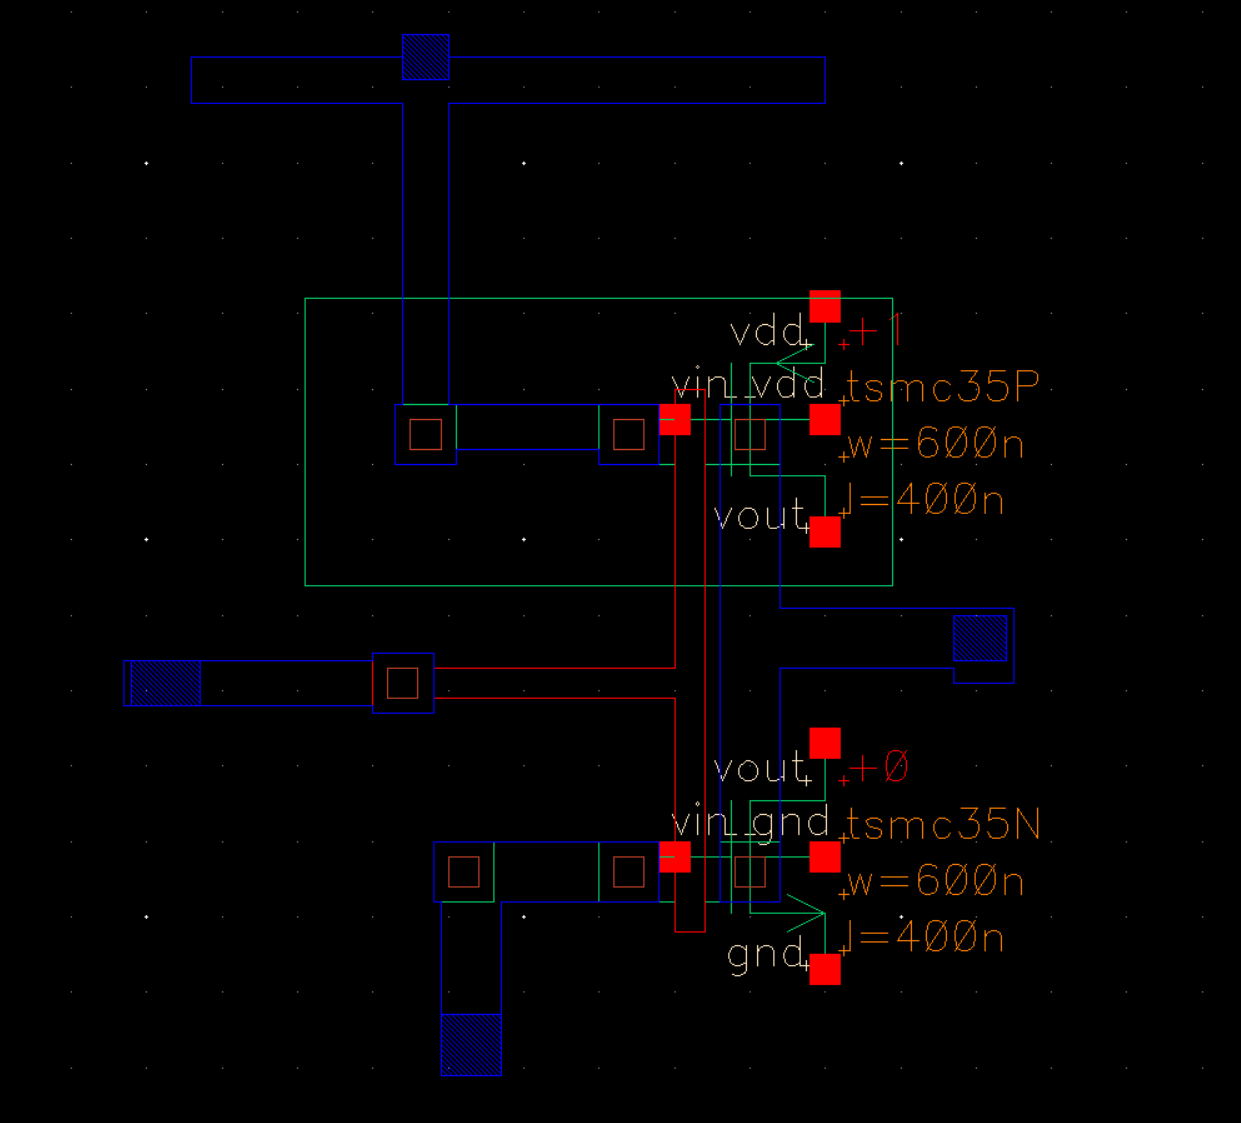 vdd +1
vin vdd tsmc35P
w=600n
vout l=400n
vout +0
vin gnd tsmc35N
w=600n
gnd l=400n